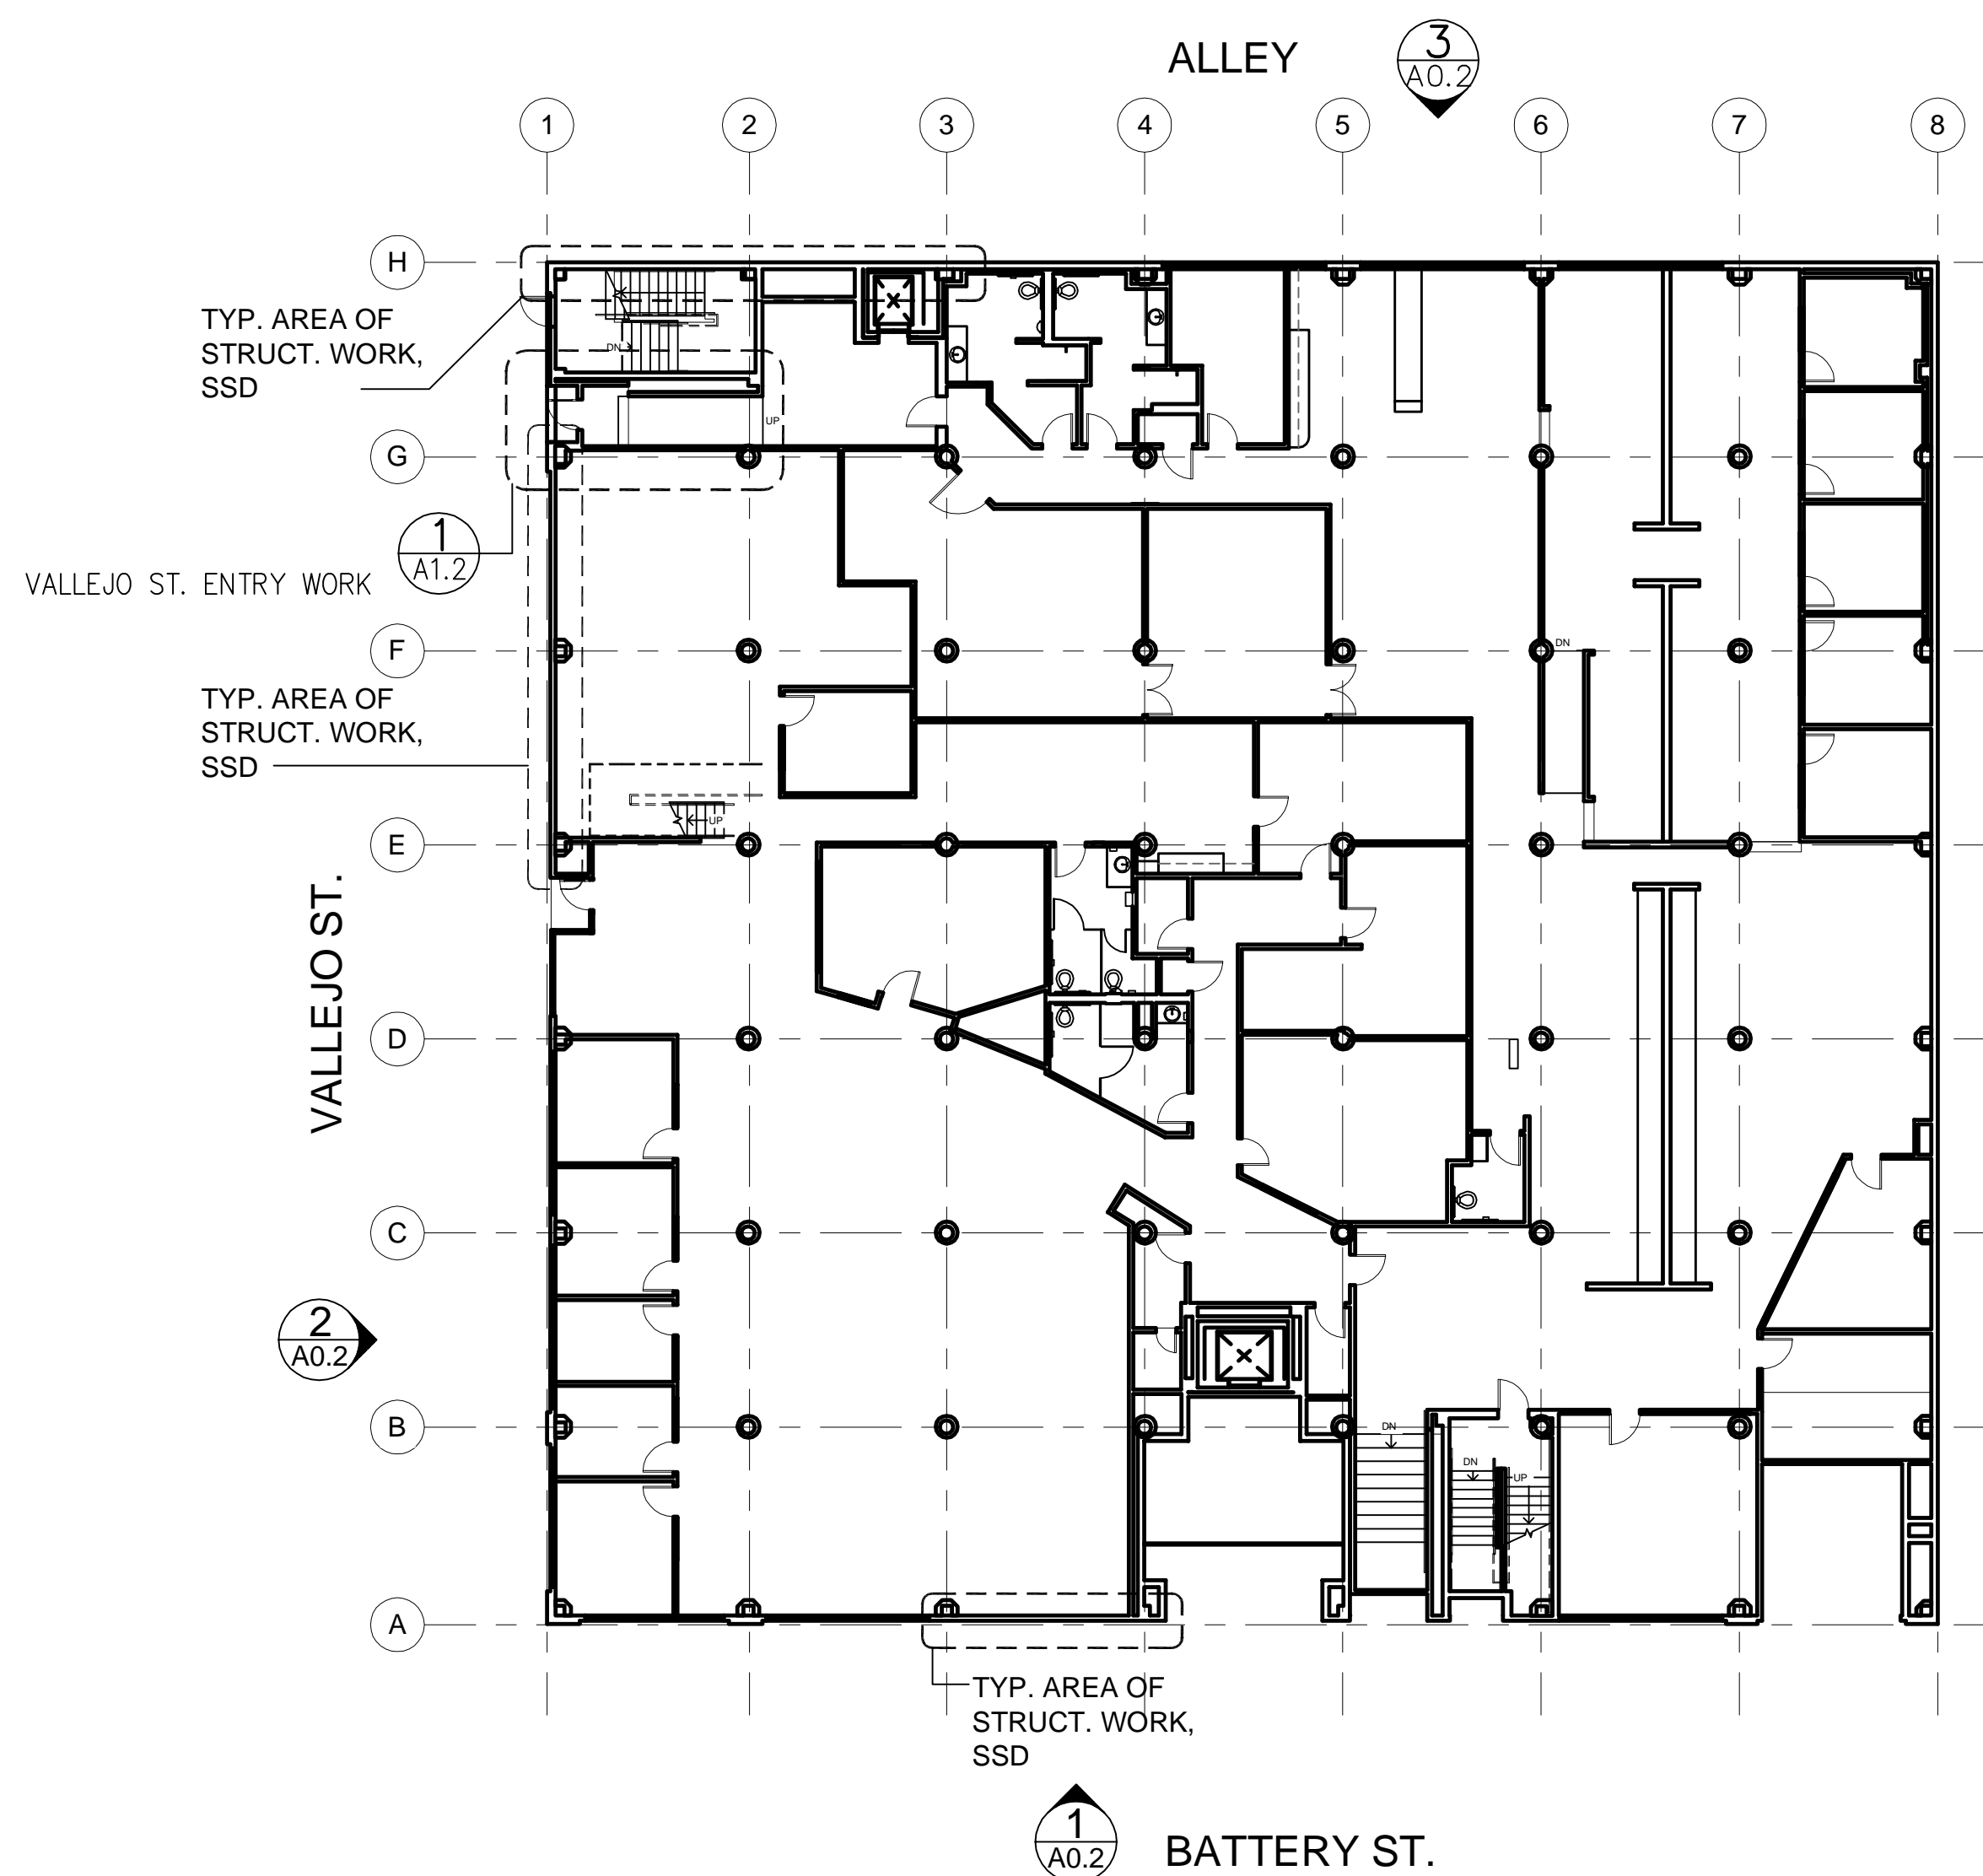 ALLEY
3
A0.2
1 2 3 4 5 6 7 8
H
TYP. AREA OF
STRUCT. WORK,
SSD
DN
UP
G
1
A1.2
VALLEJO ST. ENTRY WORK
F
DN
TYP. AREA OF
STRUCT. WORK,
SSD
UP
E
VALLEJO ST.
D
C
2
A0.2
B
DN
DN
UP
A
TYP. AREA OF
STRUCT. WORK,
SSD
1
A0.2
BATTERY ST.